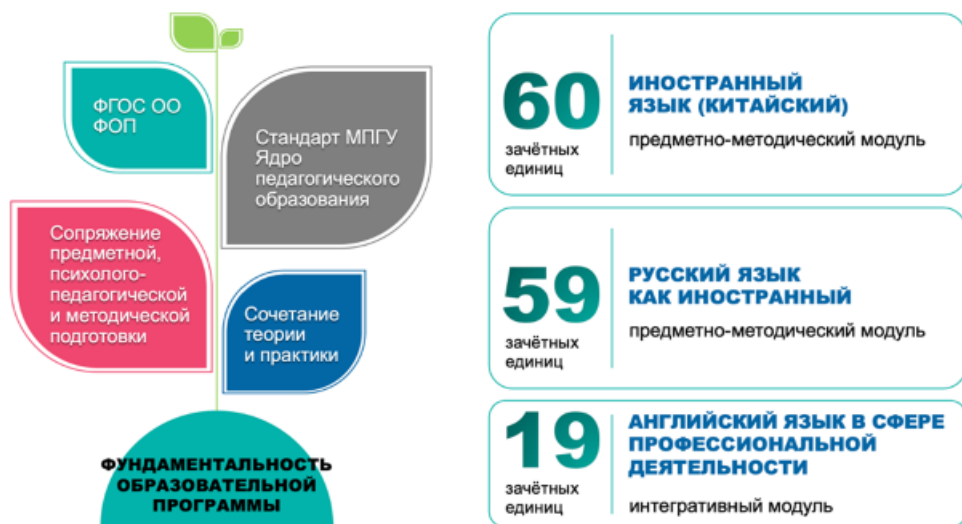 ФГОС ОО
ФОП
Стандарт МПГУ
Ядро
педагогического
образования
Сопряжение
предметной,
психолого-
педагогической
и методической
подготовки
Сочетание
теории
и практики
ФУНДАМЕНТАЛЬНОСТЬ
ОБРАЗОВАТЕЛЬНОЙ
ПРОГРАММЫ
60
зачётных
единиц
ИНОСТРАННЫЙ
ЯЗЫК (КИТАЙСКИЙ)
предметно-методический модуль
59
зачётных
единиц
РУССКИЙ ЯЗЫК
КАК ИНОСТРАННЫЙ
предметно-методический модуль
19
зачётных
единиц
АНГЛИЙСКИЙ ЯЗЫК В СФЕРЕ
ПРОФЕССИОНАЛЬНОЙ
ДЕЯТЕЛЬНОСТИ
интегративный модуль